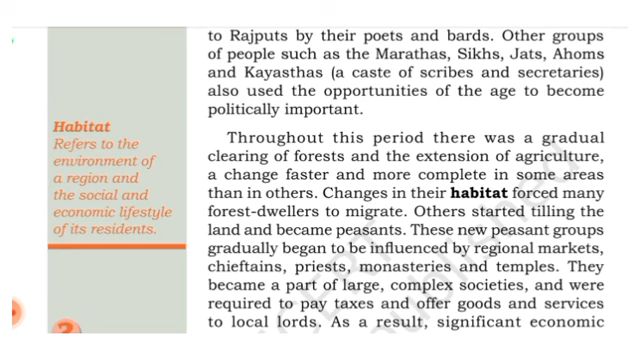 to Rajputs by their poets and bards. Other groups
of people such as the Marathas, Sikhs, Jats, Ahoms
and Kayasthas (a caste of scribes and secretaries)
also used the opportunities of the age to become
politically important.
Habitat
Refers to the
environment of
a region and
the social and
economic lifestyle
of its residents.
Throughout this period there was a gradual
clearing of forests and the extension of agriculture,
a change faster and more complete in some areas
than in others. Changes in their habitat forced many
forest-dwellers to migrate. Others started tilling the
land and became peasants. These new peasant groups
gradually began to be influenced by regional markets,
chieftains, priests, monasteries and temples. They
became a part of large, complex societies, and were
required to pay taxes and offer goods and services
to local lords. As a result, significant economic